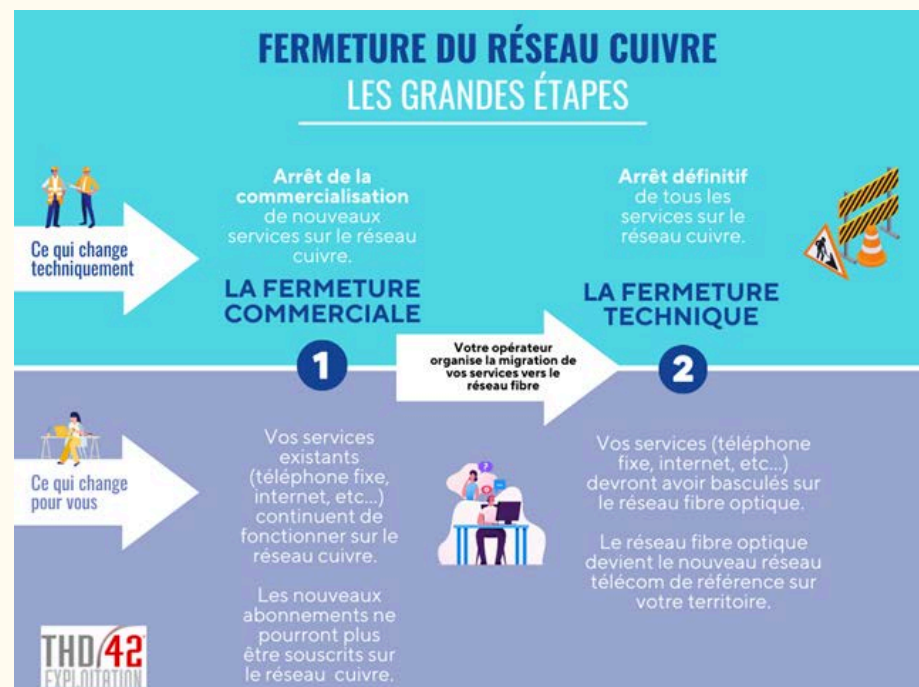 FERMETURE DU RÉSEAU CUIVRE
LES GRANDES ÉTAPES
Ce qui change
techniquement
Arrêt de la
commercialisation
de nouveaux
services sur le réseau
cuivre.
LA FERMETURE
COMMERCIALE
1
Arrêt définitif
de tous les
services sur le
réseau cuivre.
LA FERMETURE
TECHNIQUE
2
Votre opérateur
organise la migration de
vos services vers le
réseau fibre
Ce qui change
pour vous
Vos services
existants
(téléphone fixe,
internet, etc...)
continuent de
fonctionner sur le
réseau cuivre.
Les nouveaux
abonnements ne
pourront plus
être souscrits sur
le réseau cuivre.
?
Vos services (téléphone
fixe, internet, etc...)
devront avoir basculés sur
le réseau fibre optique.
Le réseau fibre optique
devient le nouveau réseau
télécom de référence sur
votre territoire.
THD/42
EXPLOITATION